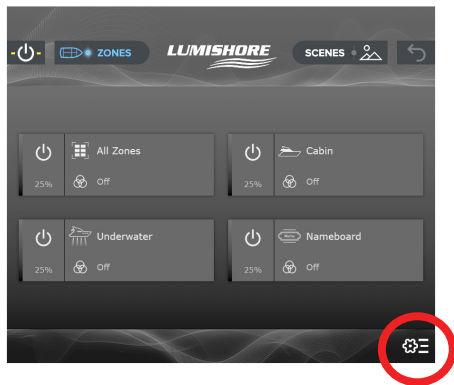 ZONES
LUMISHORE
SCENES
All Zones
25%
Off
Cabin
25%
Off
Underwater
25%
Off
Nameboard
25%
Off